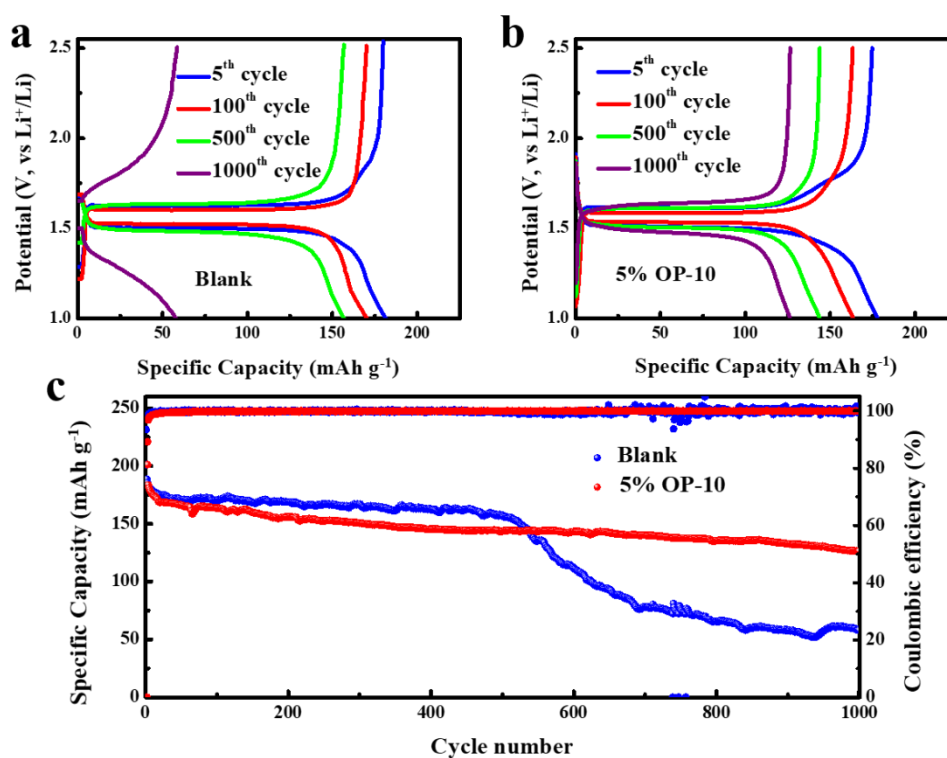 a
2.5
2.0
1.5
1.0
Potential (V, vs Li⁺/Li)
5ᵗʰ cycle
100ᵗʰ cycle
500ᵗʰ cycle
1000ᵗʰ cycle
Blank
0 50 100 150 200
Specific Capacity (mAh g⁻¹)
b
2.5
2.0
1.5
1.0
Potential (V, vs Li⁺/Li)
5ᵗʰ cycle
100ᵗʰ cycle
500ᵗʰ cycle
1000ᵗʰ cycle
5% OP-10
0 50 100 150 200
Specific Capacity (mAh g⁻¹)
c
250
200
150
100
50
0
Specific Capacity (mAh g⁻¹)
Blank
5% OP-10
100
80
60
40
20
0
Coulombic efficiency (%)
0 200 400 600 800 1000
Cycle number